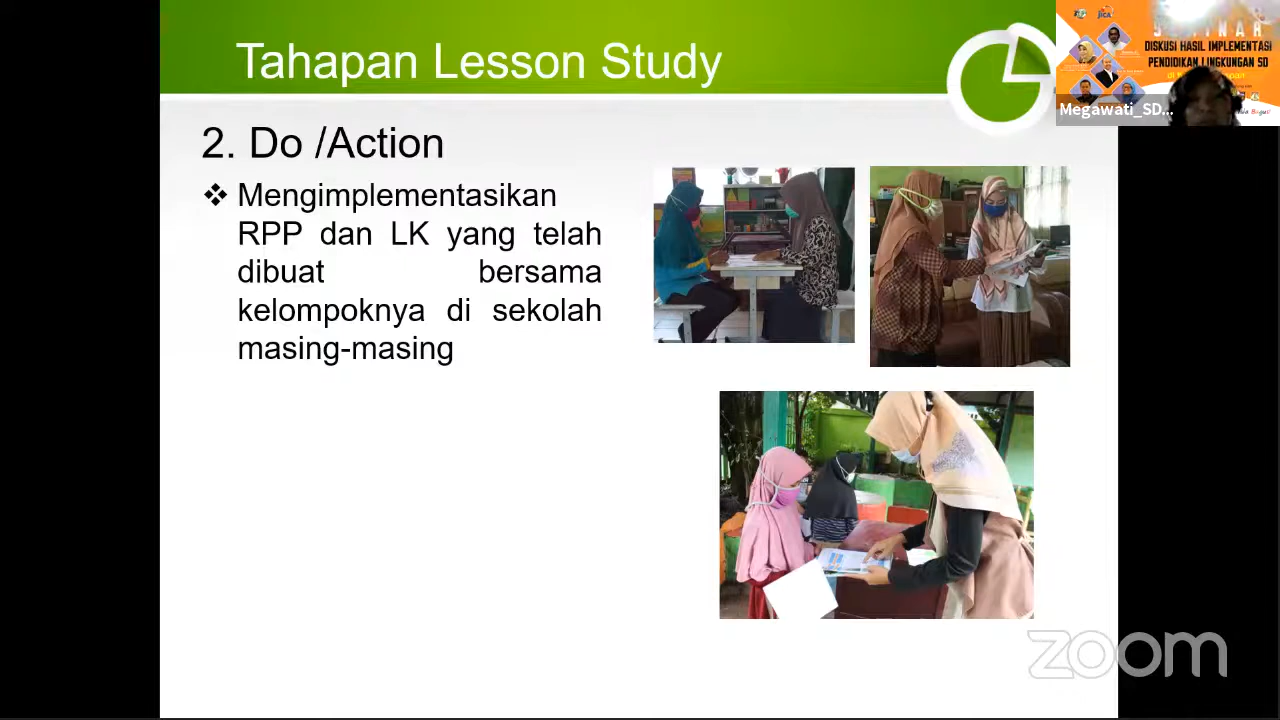 Tahapan Lesson Study
2. Do /Action
❖ Mengimplementasikan
RPP dan LK yang telah
dibuat bersama
kelompoknya di sekolah
masing-masing
jica
SEMINAR
DISKUSI HASIL IMPLEMENTASI
PENDIDIKAN LINGKUNGAN SD
Megawati_SD...
zoom